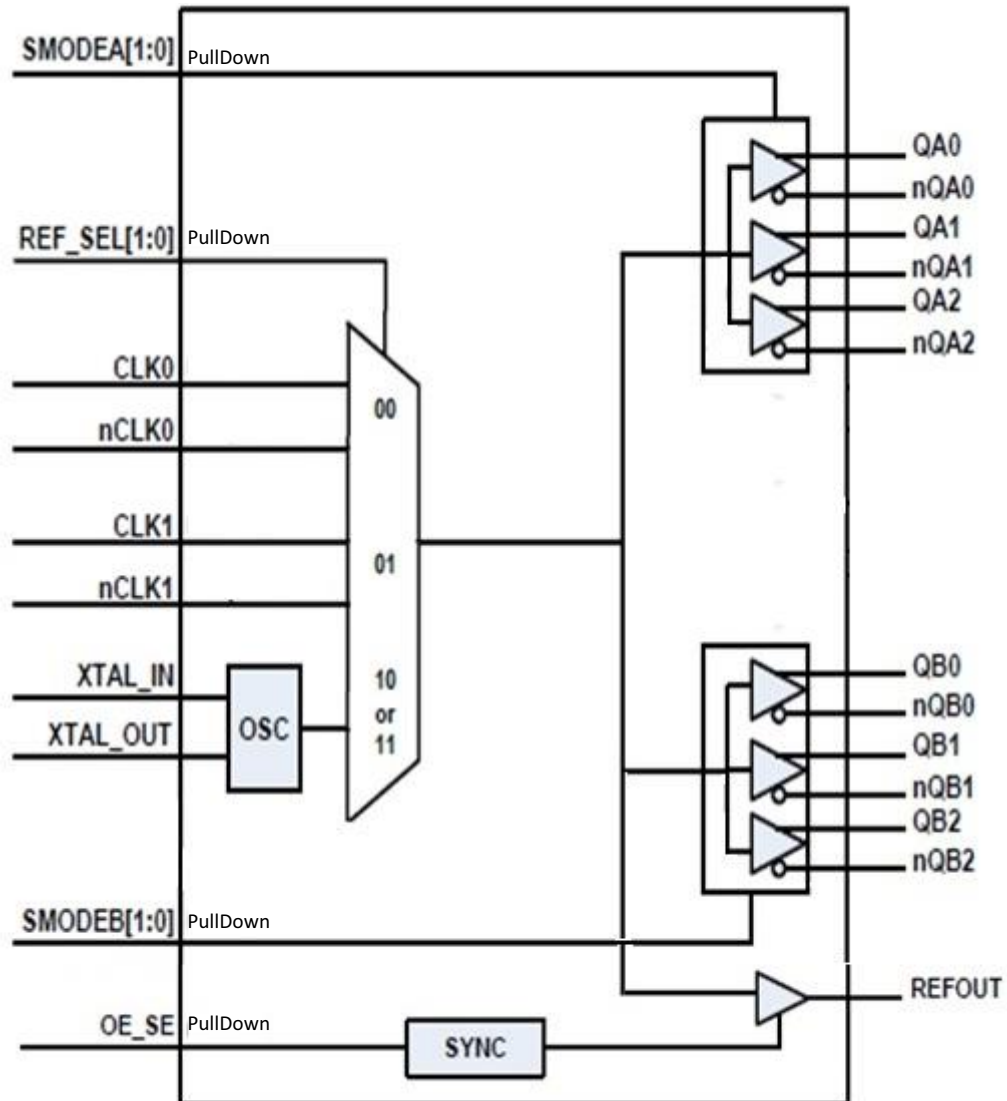 SMODEA[1:0] PullDown
QA0
nQA0
QA1
nQA1
QA2
nQA2
REF_SEL[1:0] PullDown
CLK0
00
nCLK0
CLK1
01
nCLK1
XTAL_IN
10
or
11
XTAL_OUT
OSC
QB0
nQB0
QB1
nQB1
QB2
nQB2
SMODEB[1:0] PullDown
REFOUT
OE_SE PullDown
SYNC